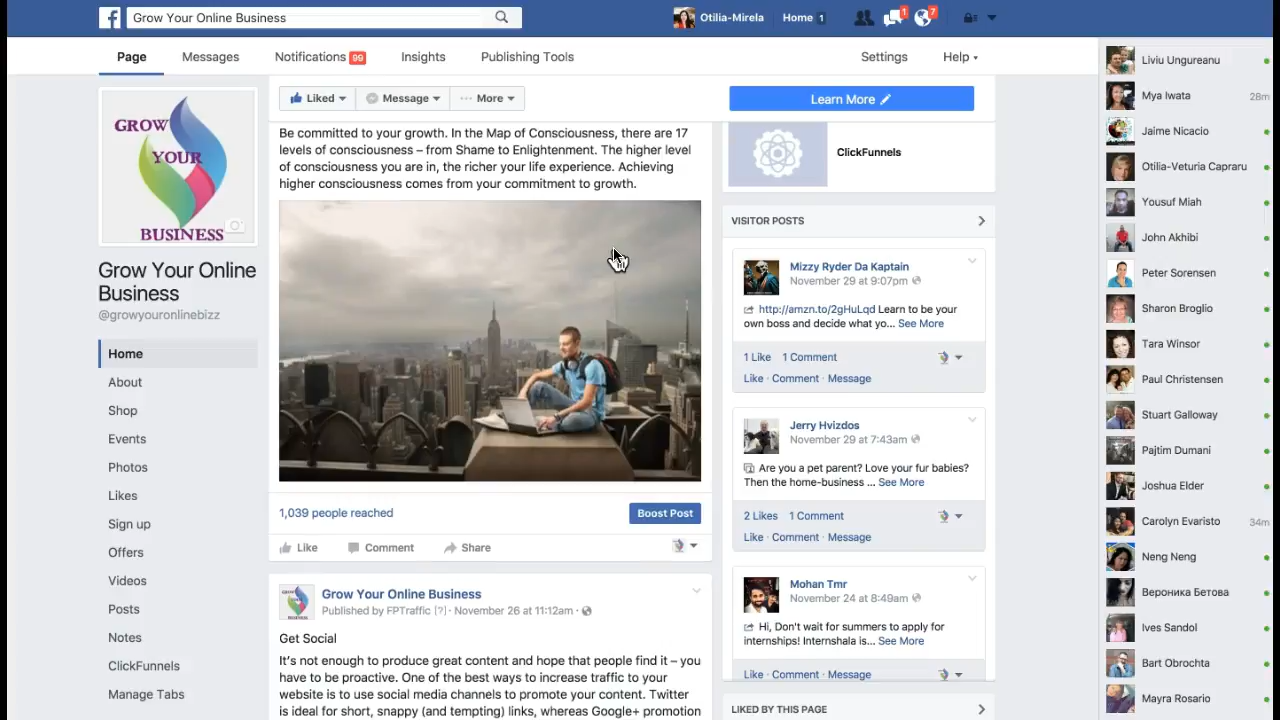 Grow Your Online Business
Otilia-Mirela
Home 1
1
7
Page
Messages
Notifications 99
Insights
Publishing Tools
Settings
Help
GROW
YOUR
BUSINESS
Grow Your Online
Business
@growyouronlinebizz
Home
About
Shop
Events
Photos
Likes
Sign up
Offers
Videos
Posts
Notes
ClickFunnels
Manage Tabs
Liked
Message
More
Learn More
Be committed to your growth. In the Map of Consciousness, there are 17
levels of consciousness – from Shame to Enlightenment. The higher level
of consciousness you are in, the richer your life experience. Achieving
higher consciousness comes from your commitment to growth.
1,039 people reached
Boost Post
Like
Comment
Share
Grow Your Online Business
Published by FPTraffic [?] · November 26 at 11:12am ·
Get Social
It's not enough to produce great content and hope that people find it – you
have to be proactive. One of the best ways to increase traffic to your
website is to use social media channels to promote your content. Twitter
is ideal for short, snappy (and tempting) links, whereas Google+ promotion
ClickFunnels
VISITOR POSTS
Mizzy Ryder Da Kaptain
November 29 at 9:07pm
http://amzn.to/2gHuLqd Learn to be your
own boss and decide what yo... See More
1 Like 1 Comment
Like · Comment · Message
Jerry Hvizdos
November 29 at 7:43am
Are you a pet parent? Love your fur babies?
Then the home-business ... See More
2 Likes 1 Comment
Like · Comment · Message
Mohan Tmr
November 24 at 8:49am
Hi, Don't wait for summers to apply for
internships! Internshala is... See More
Like · Comment · Message
LIKED BY THIS PAGE
Liviu Ungureanu
Mya Iwata 28m
Jaime Nicacio
Otilia-Veturia Capraru
Yousuf Miah
John Akhibi
Peter Sorensen
Sharon Broglio
Tara Winsor
Paul Christensen
Stuart Galloway
Pajtim Dumani
Joshua Elder
Carolyn Evaristo 34m
Neng Neng
Вероника Бетова
Ives Sandol
Bart Obrochta
Mayra Rosario